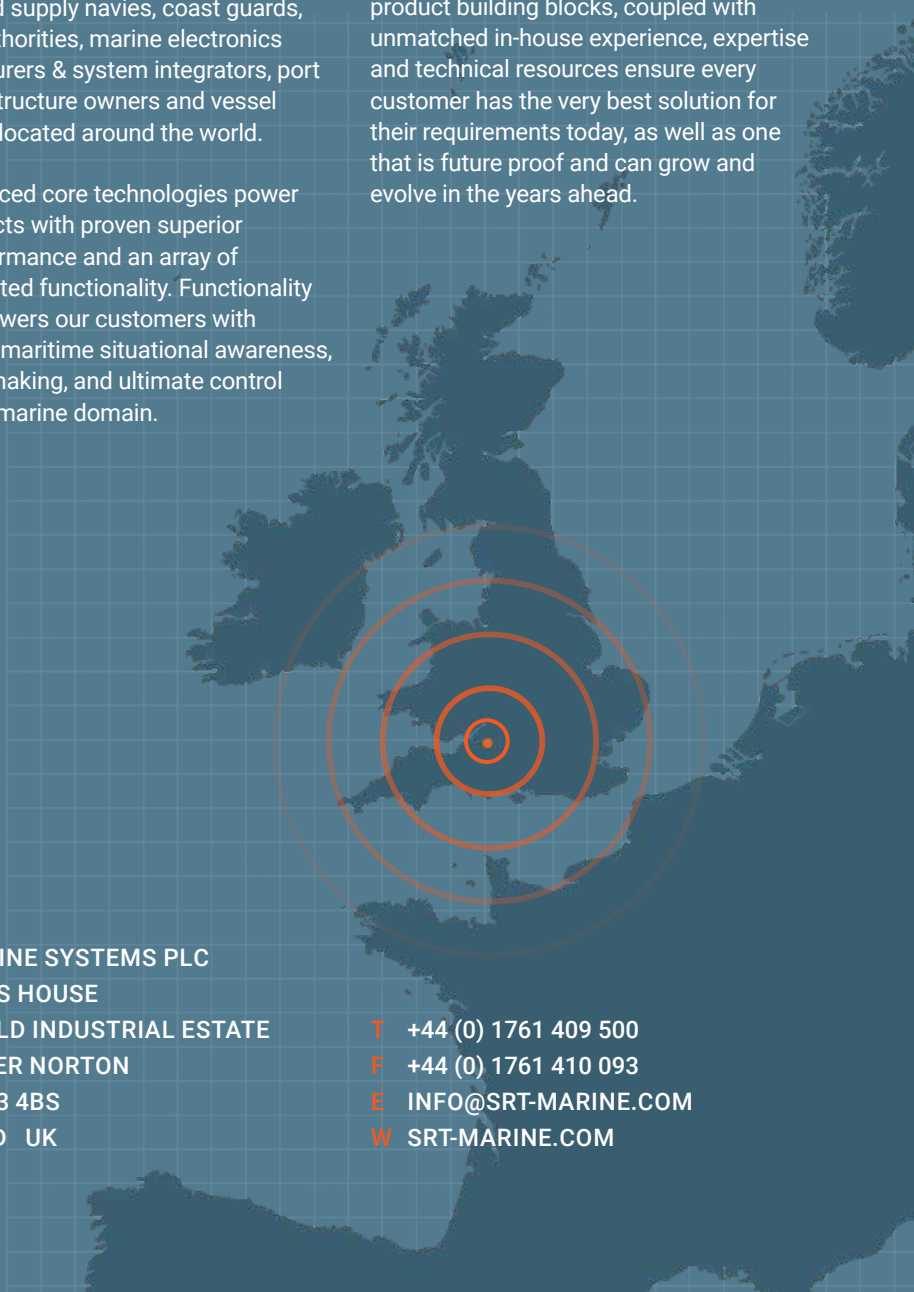 d supply navies, coast guards,
thorities, marine electronics
urers & system integrators, port
tructure owners and vessel
located around the world.
ced core technologies power
cts with proven superior
rmance and an array of
ted functionality. Functionality
wers our customers with
maritime situational awareness,
naking, and ultimate control
marine domain.
product building blocks, coupled with
unmatched in-house experience, expertise
and technical resources ensure every
customer has the very best solution for
their requirements today, as well as one
that is future proof and can grow and
evolve in the years ahead.
INE SYSTEMS PLC
S HOUSE
LD INDUSTRIAL ESTATE
ER NORTON
3 4BS
D UK
T +44 (0) 1761 409 500
F +44 (0) 1761 410 093
E INFO@SRT-MARINE.COM
W SRT-MARINE.COM